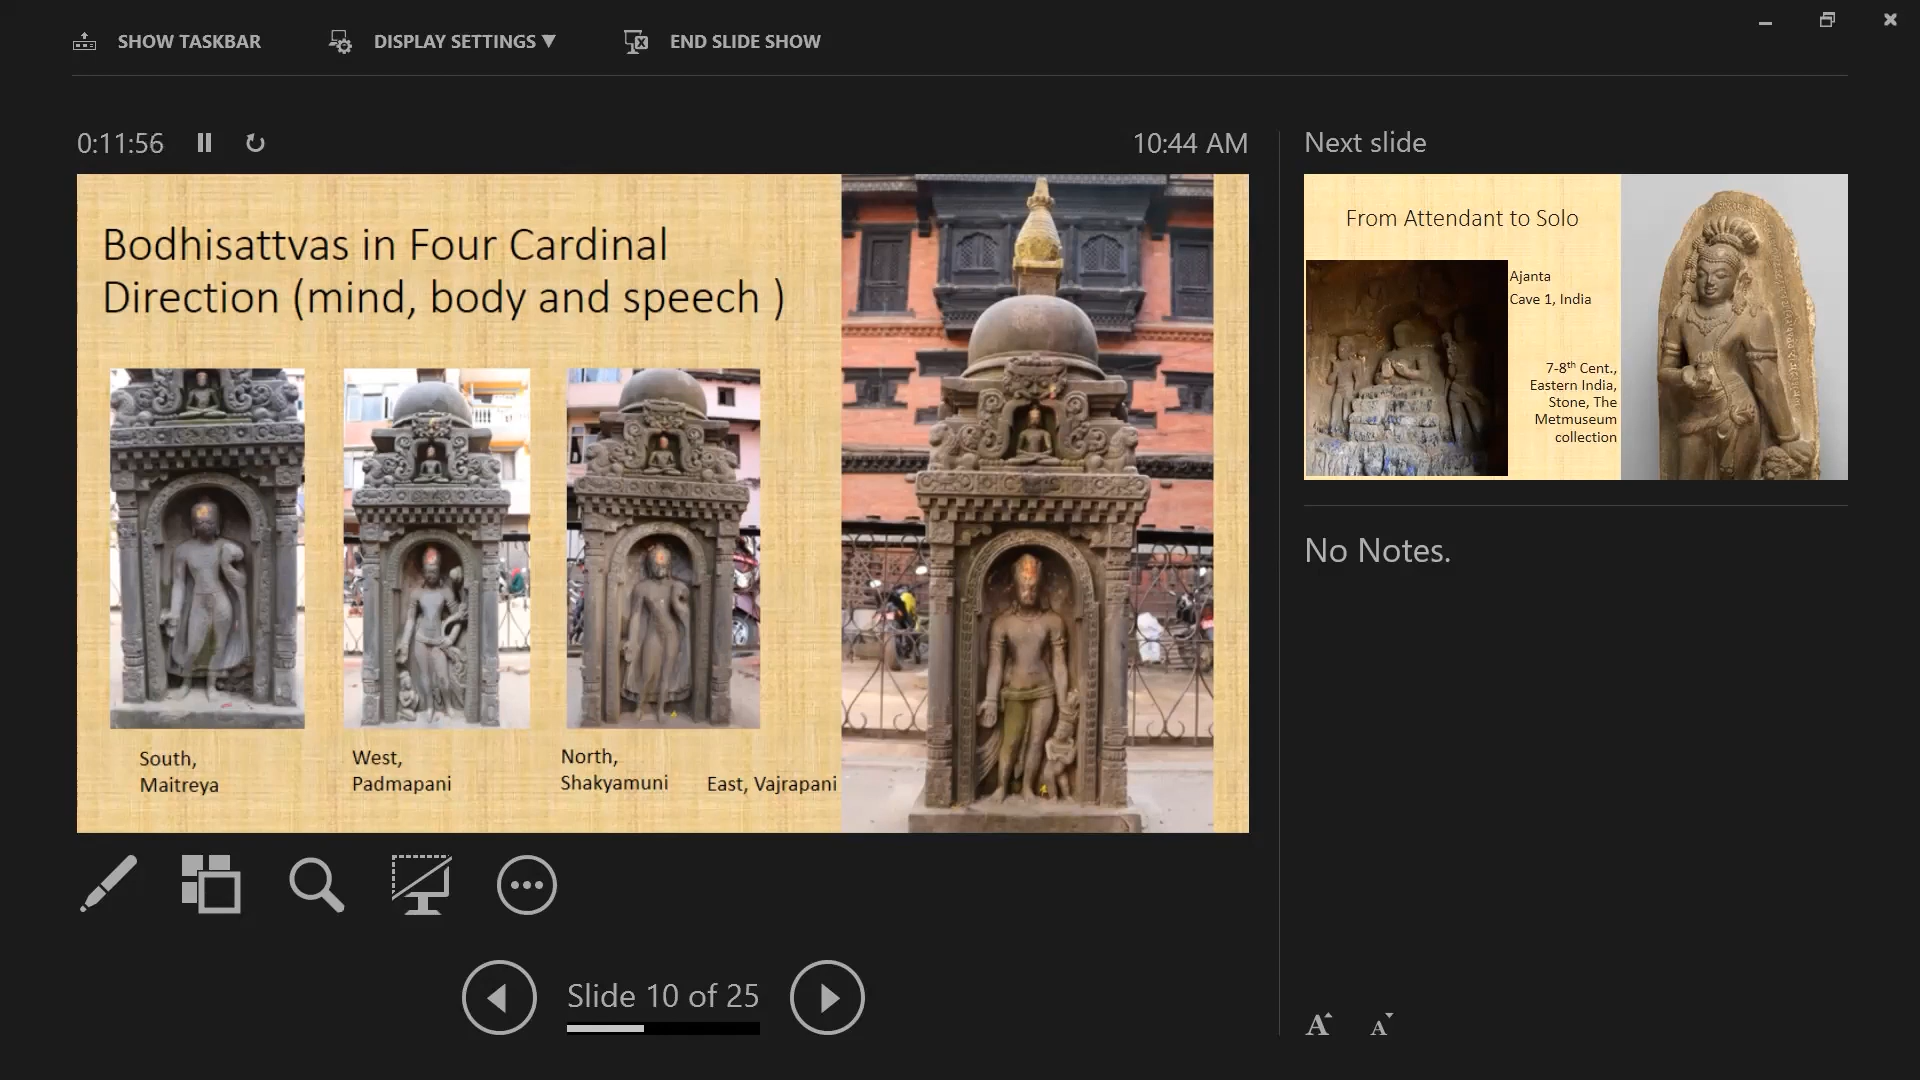 SHOW TASKBAR
DISPLAY SETTINGS ▼
END SLIDE SHOW
0:11:56
10:44 AM
Bodhisattvas in Four Cardinal
Direction (mind, body and speech )
South,
Maitreya
West,
Padmapani
North,
Shakyamuni
East, Vajrapani
Slide 10 of 25
Next slide
From Attendant to Solo
Ajanta
Cave 1, India
7-8th Cent.,
Eastern India,
Stone, The
Metmuseum
collection
No Notes.
A
A